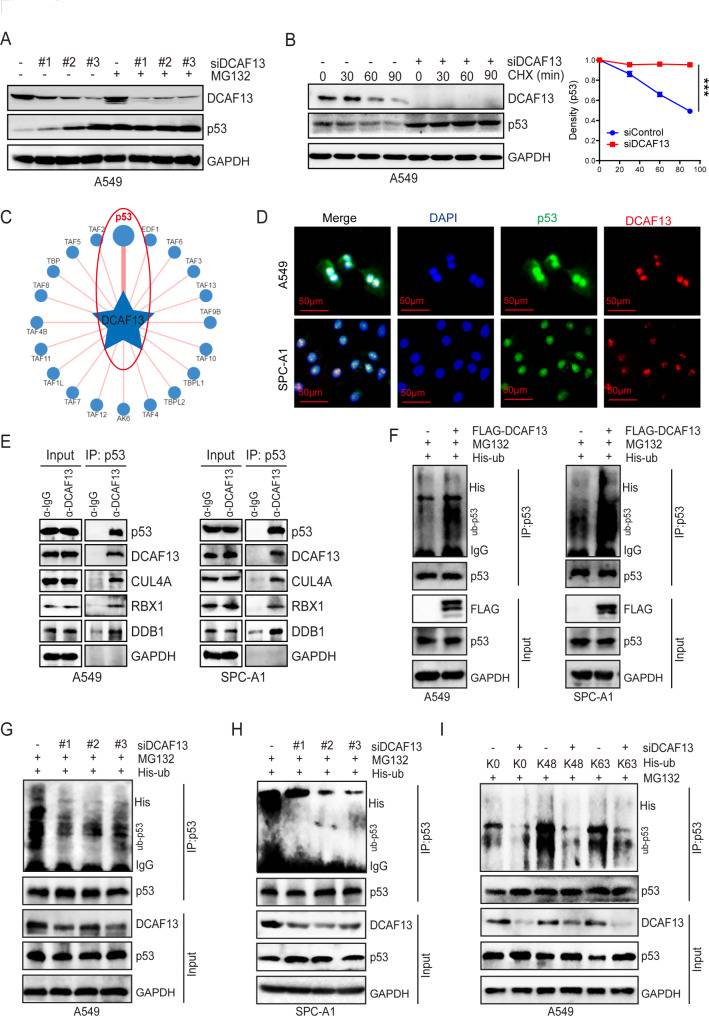 A
- #1 #2 #3 - #1 #2 #3 siDCAF13
- - - - + + + + MG132
DCAF13
p53
GAPDH
A549
B
- - - - + + + + siDCAF13
0 30 60 90 0 30 60 90 CHX (min)
DCAF13
p53
GAPDH
A549
Density (p53)
1.0
0.8
0.6
0.4
0.2
0.0
0 20 40 60 80 100
***
siControl
siDCAF13
C
p53
TAF2
EDF1
TAF5
TAF6
TBP
TAF3
TAF8
TAF13
DCAF13
TAF4B
TAF9B
TAF11
TAF10
TAF1L
TBPL1
TAF7
TBPL2
TAF12
AK6
TAF4
D
Merge DAPI p53 DCAF13
A549
50μm 50μm 50μm 50μm
SPC-A1
50μm 50μm 50μm 50μm
E
Input IP: p53
α-IgG α-DCAF13 α-IgG α-DCAF13
p53
DCAF13
CUL4A
RBX1
DDB1
GAPDH
A549
Input IP: p53
α-IgG α-DCAF13 α-IgG α-DCAF13
p53
DCAF13
CUL4A
RBX1
DDB1
GAPDH
SPC-A1
F
- + FLAG-DCAF13
+ + MG132
+ + His-ub
His
ub-p53
IgG
p53
IP:p53
FLAG
p53
GAPDH
Input
A549
- + FLAG-DCAF13
+ + MG132
+ + His-ub
His
ub-p53
IgG
p53
IP:p53
FLAG
p53
GAPDH
Input
SPC-A1
G
- #1 #2 #3 siDCAF13
+ + + + MG132
+ + + + His-ub
His
ub-p53
IgG
p53
IP:p53
DCAF13
p53
GAPDH
Input
A549
H
- #1 #2 #3 siDCAF13
+ + + + MG132
+ + + + His-ub
His
ub-p53
IgG
p53
IP:p53
DCAF13
p53
GAPDH
Input
SPC-A1
I
- + - + - + siDCAF13
K0 K0 K48 K48 K63 K63 His-ub
+ + + + + + MG132
His
ub-p53
p53
IP:p53
DCAF13
p53
GAPDH
Input
A549